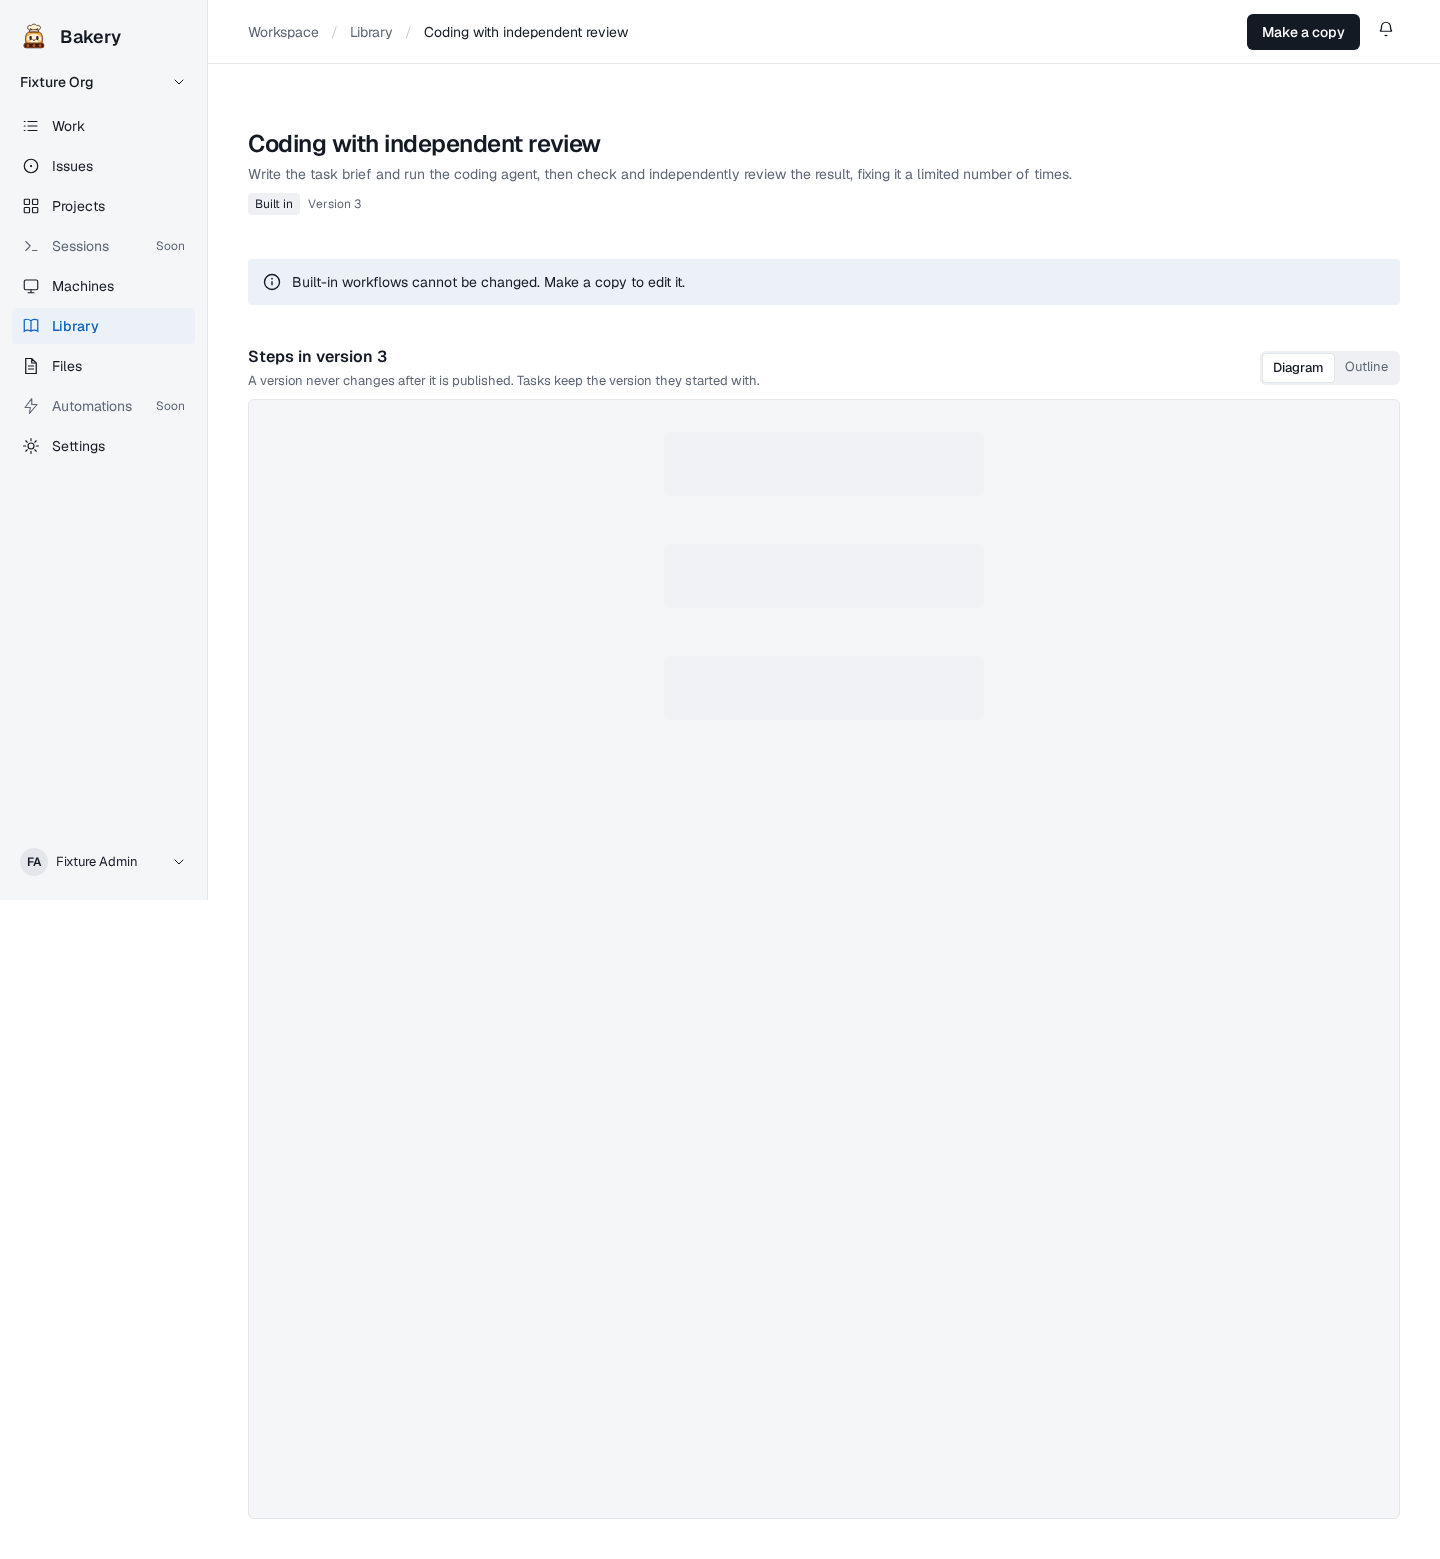 Bakery
Fixture Org
Work
Issues
Projects
Sessions Soon
Machines
Library
Files
Automations Soon
Settings
FA Fixture Admin
Workspace / Library / Coding with independent review
Make a copy
Coding with independent review
Write the task brief and run the coding agent, then check and independently review the result, fixing it a limited number of times.
Built in Version 3
Built-in workflows cannot be changed. Make a copy to edit it.
Steps in version 3
A version never changes after it is published. Tasks keep the version they started with.
Diagram Outline